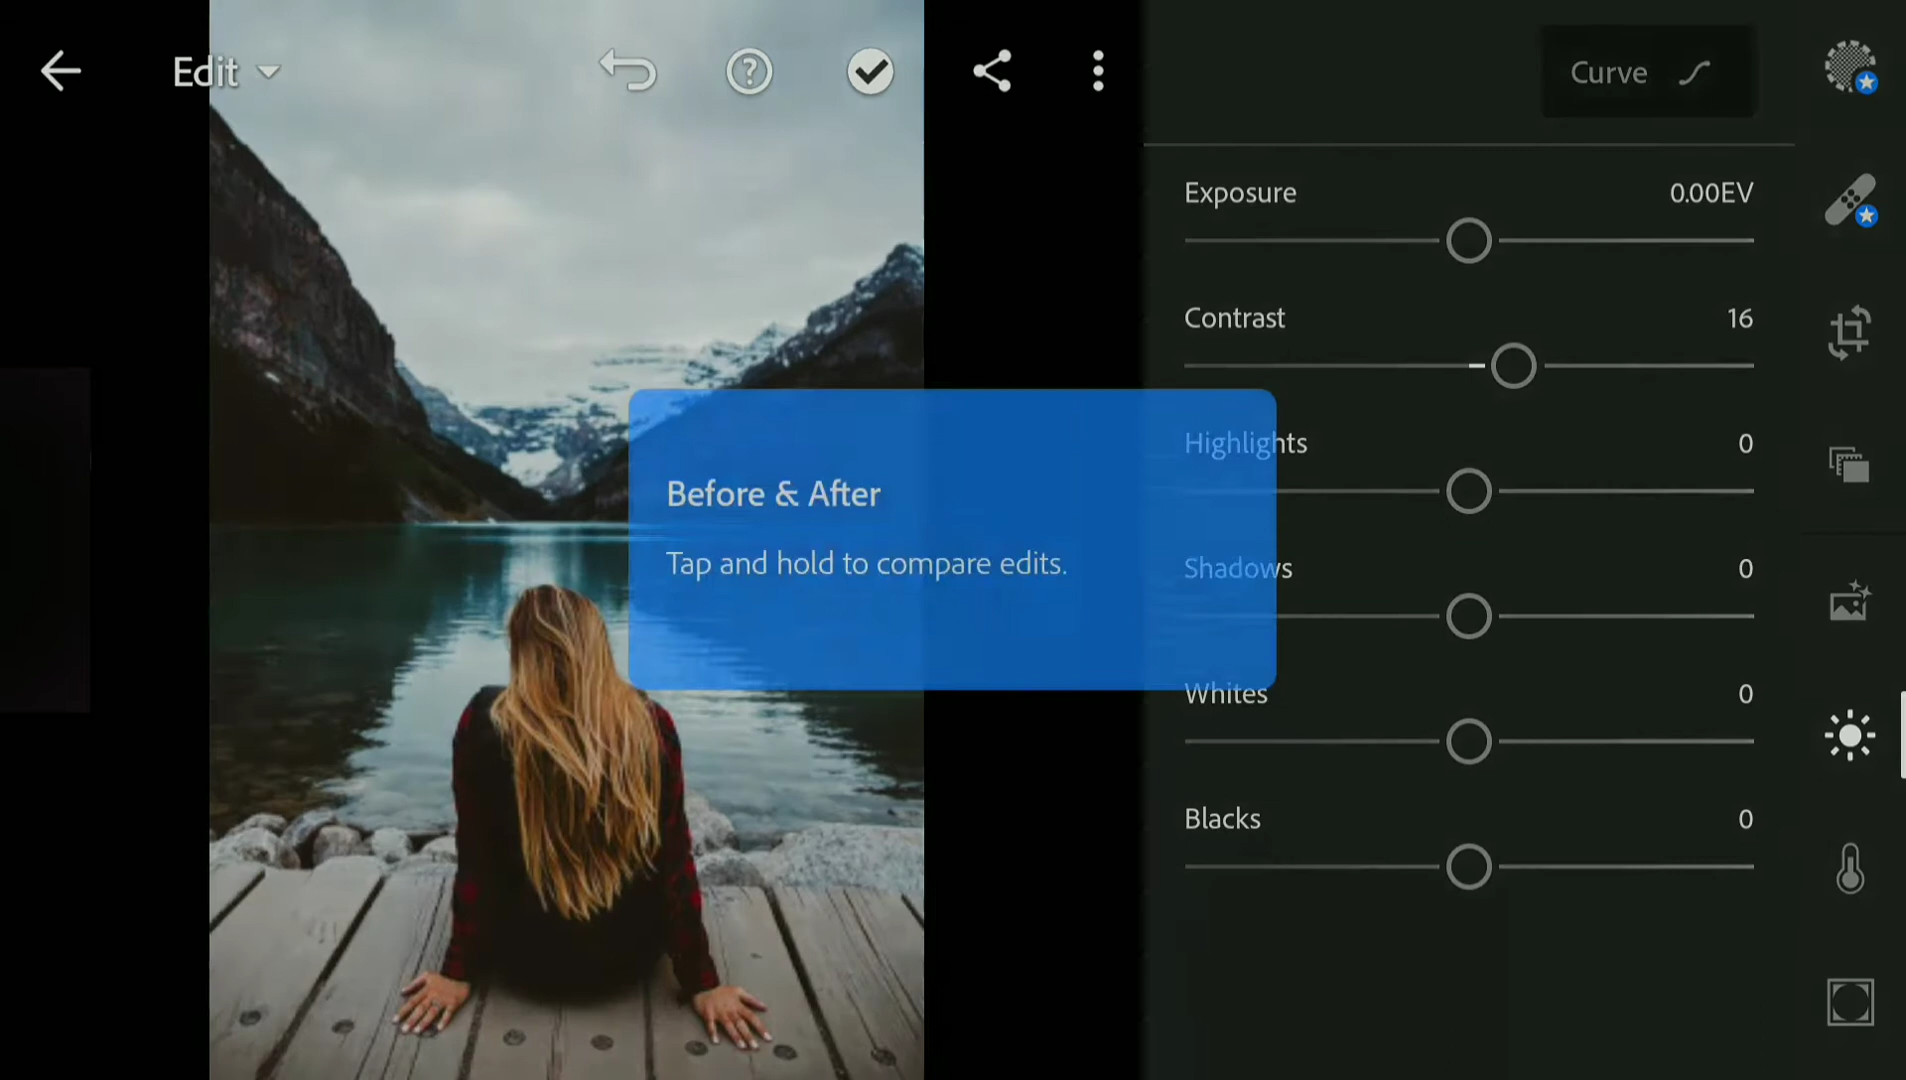 Edit
Curve
Exposure 0.00EV
Contrast 16
Highlights 0
Before & After
Tap and hold to compare edits.
Shadows 0
Whites 0
Blacks 0